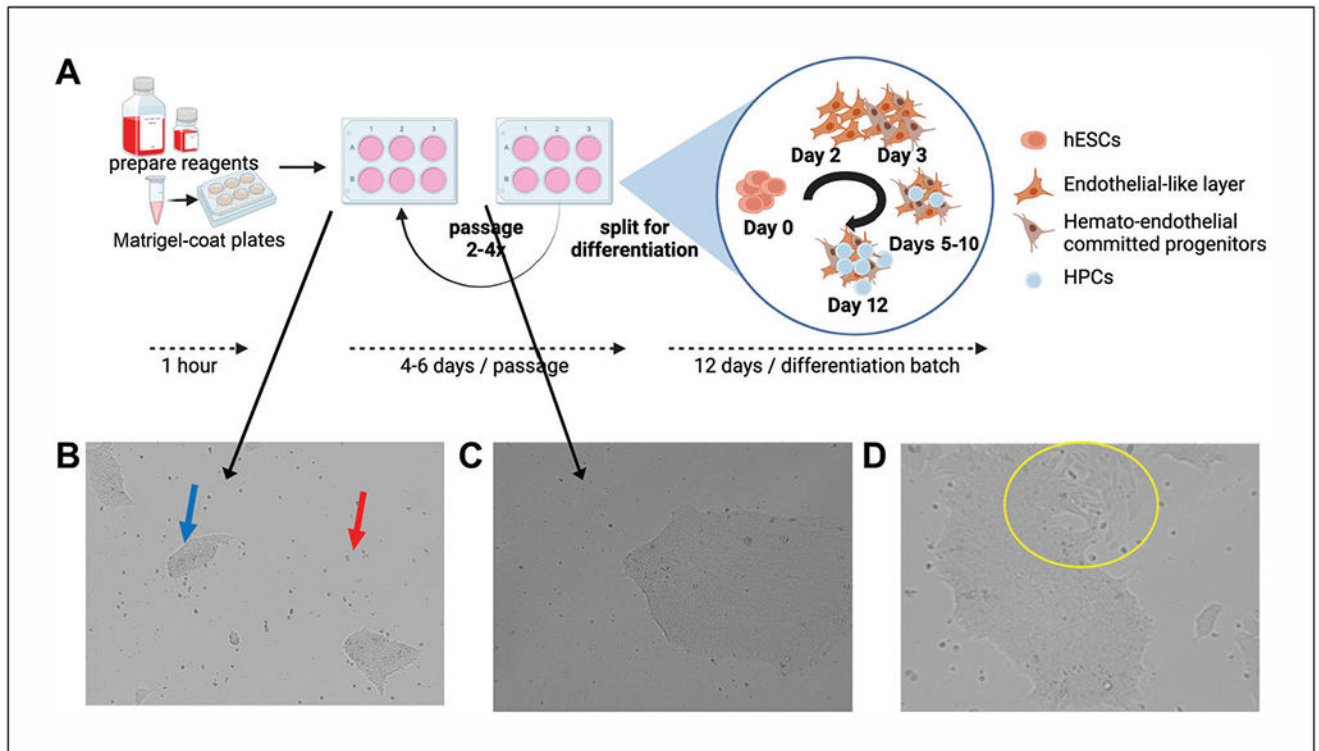 A
prepare reagents
Matrigel-coat plates
1 2 3
A
B
1 2 3
A
B
passage
2-4x
split for
differentiation
Day 0
Day 2
Day 3
Days 5-10
Day 12
hESCs
Endothelial-like layer
Hemato-endothelial
committed progenitors
HPCs
1 hour
4-6 days / passage
12 days / differentiation batch
B
C
D